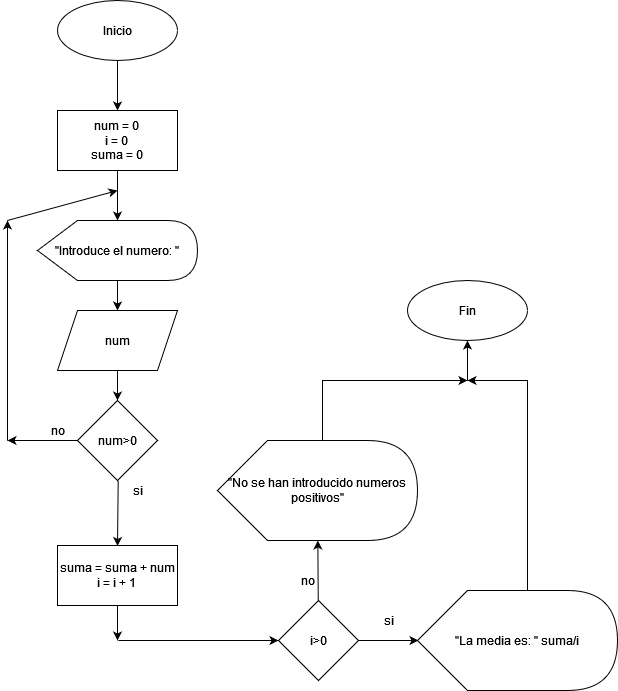 Inicio
num = 0
i = 0
suma = 0
"Introduce el numero: "
num
num>0
no
si
suma = suma + num
i = i + 1
i>0
no
"No se han introducido numeros
positivos"
si
"La media es: " suma/i
Fin